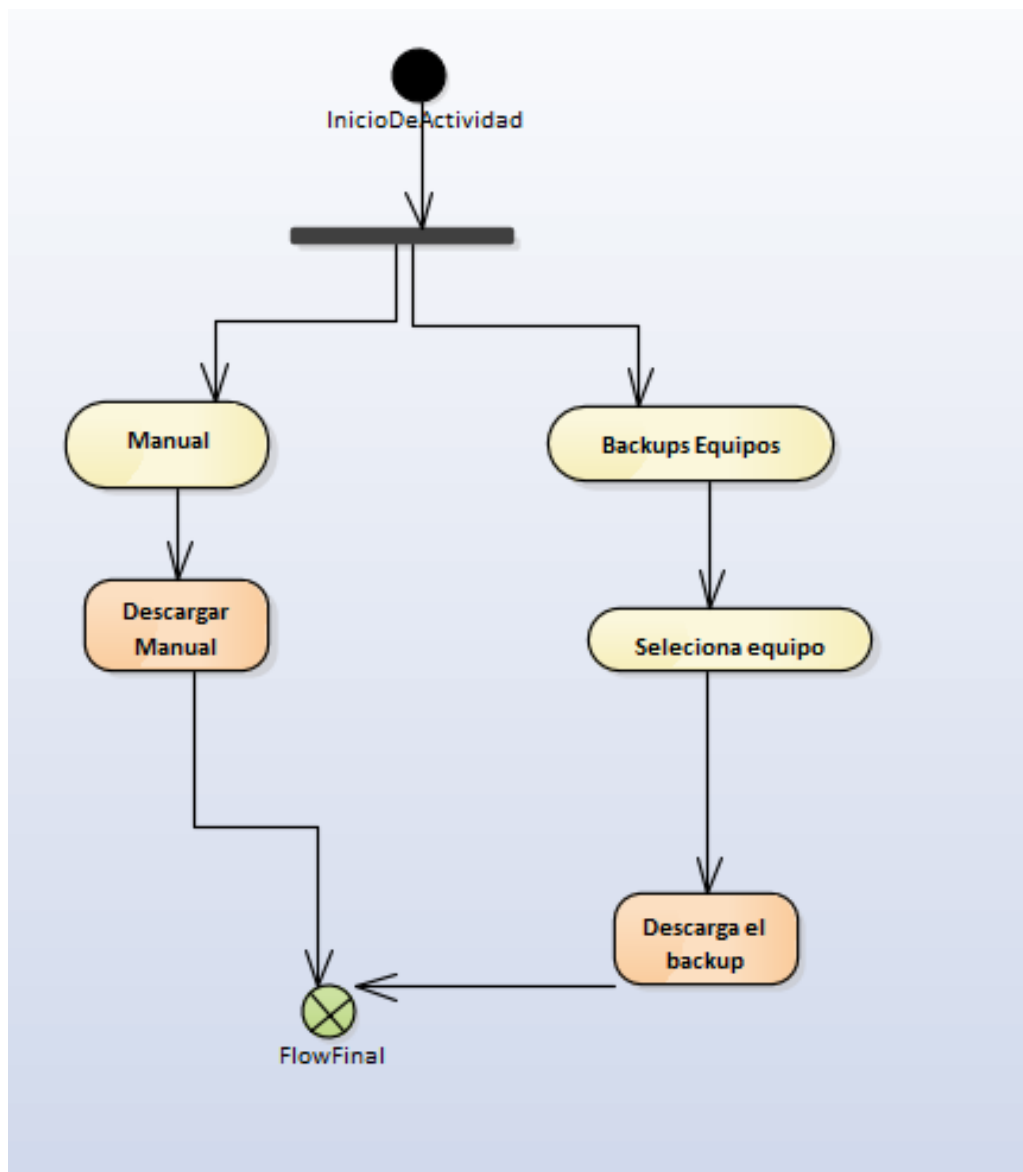 InicioDeActividad
Manual
Backups Equipos
Descargar
Manual
Seleciona equipo
Descarga el
backup
FlowFinal